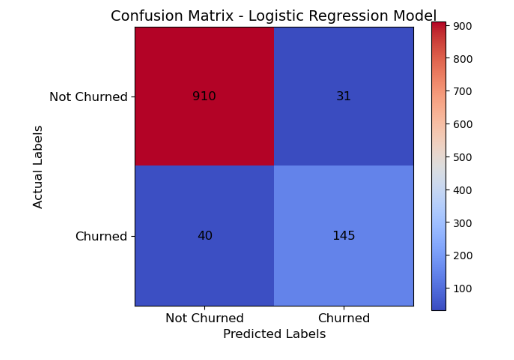 Confusion Matrix - Logistic Regression Model
Actual Labels
Not Churned
910
31
Churned
40
145
Not Churned
Churned
Predicted Labels
900
800
700
600
500
400
300
200
100